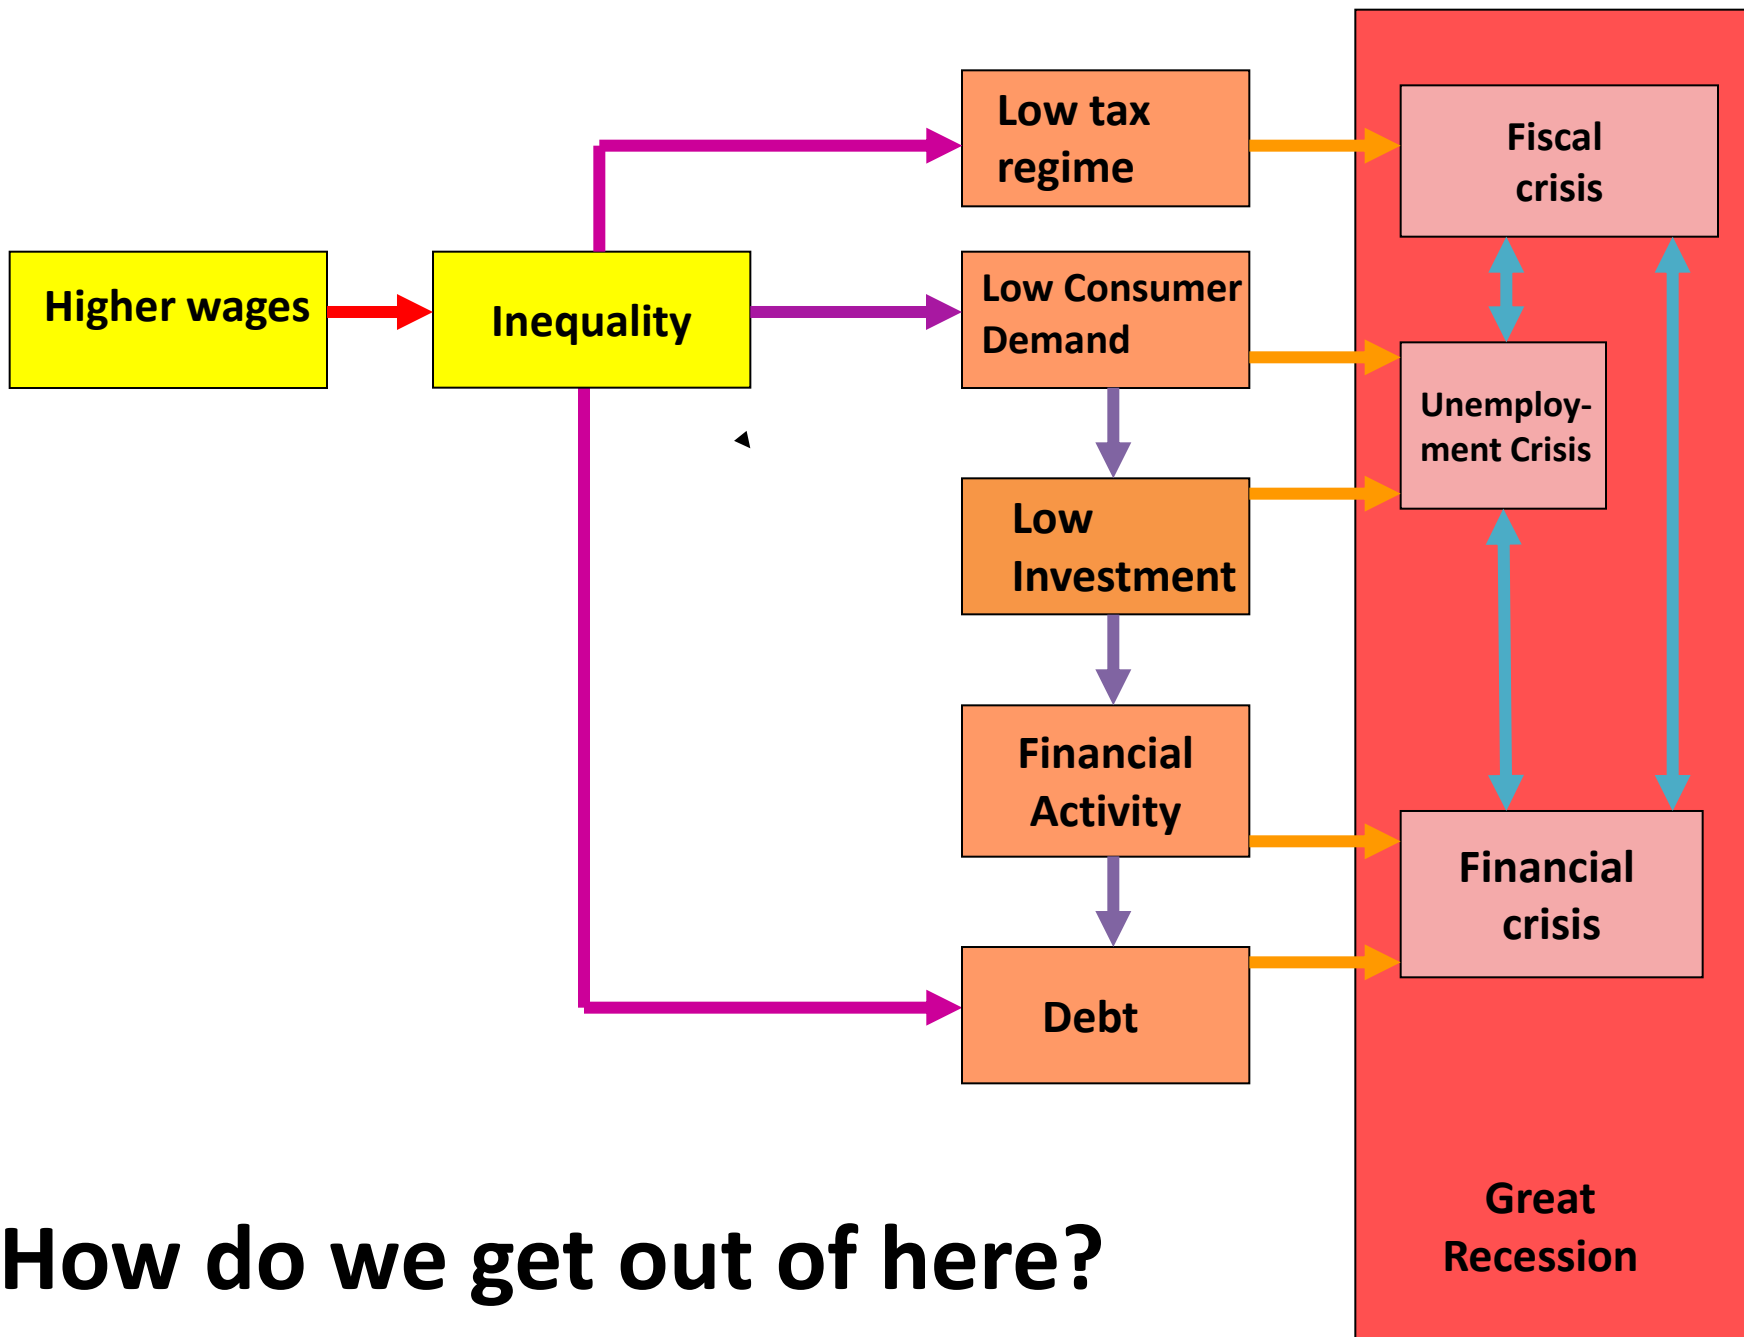 Low tax
regime
Fiscal
crisis
Higher wages
Inequality
Low Consumer
Demand
Unemploy-
ment Crisis
Low
Investment
Financial
Activity
Financial
crisis
Debt
Great
Recession
How do we get out of here?